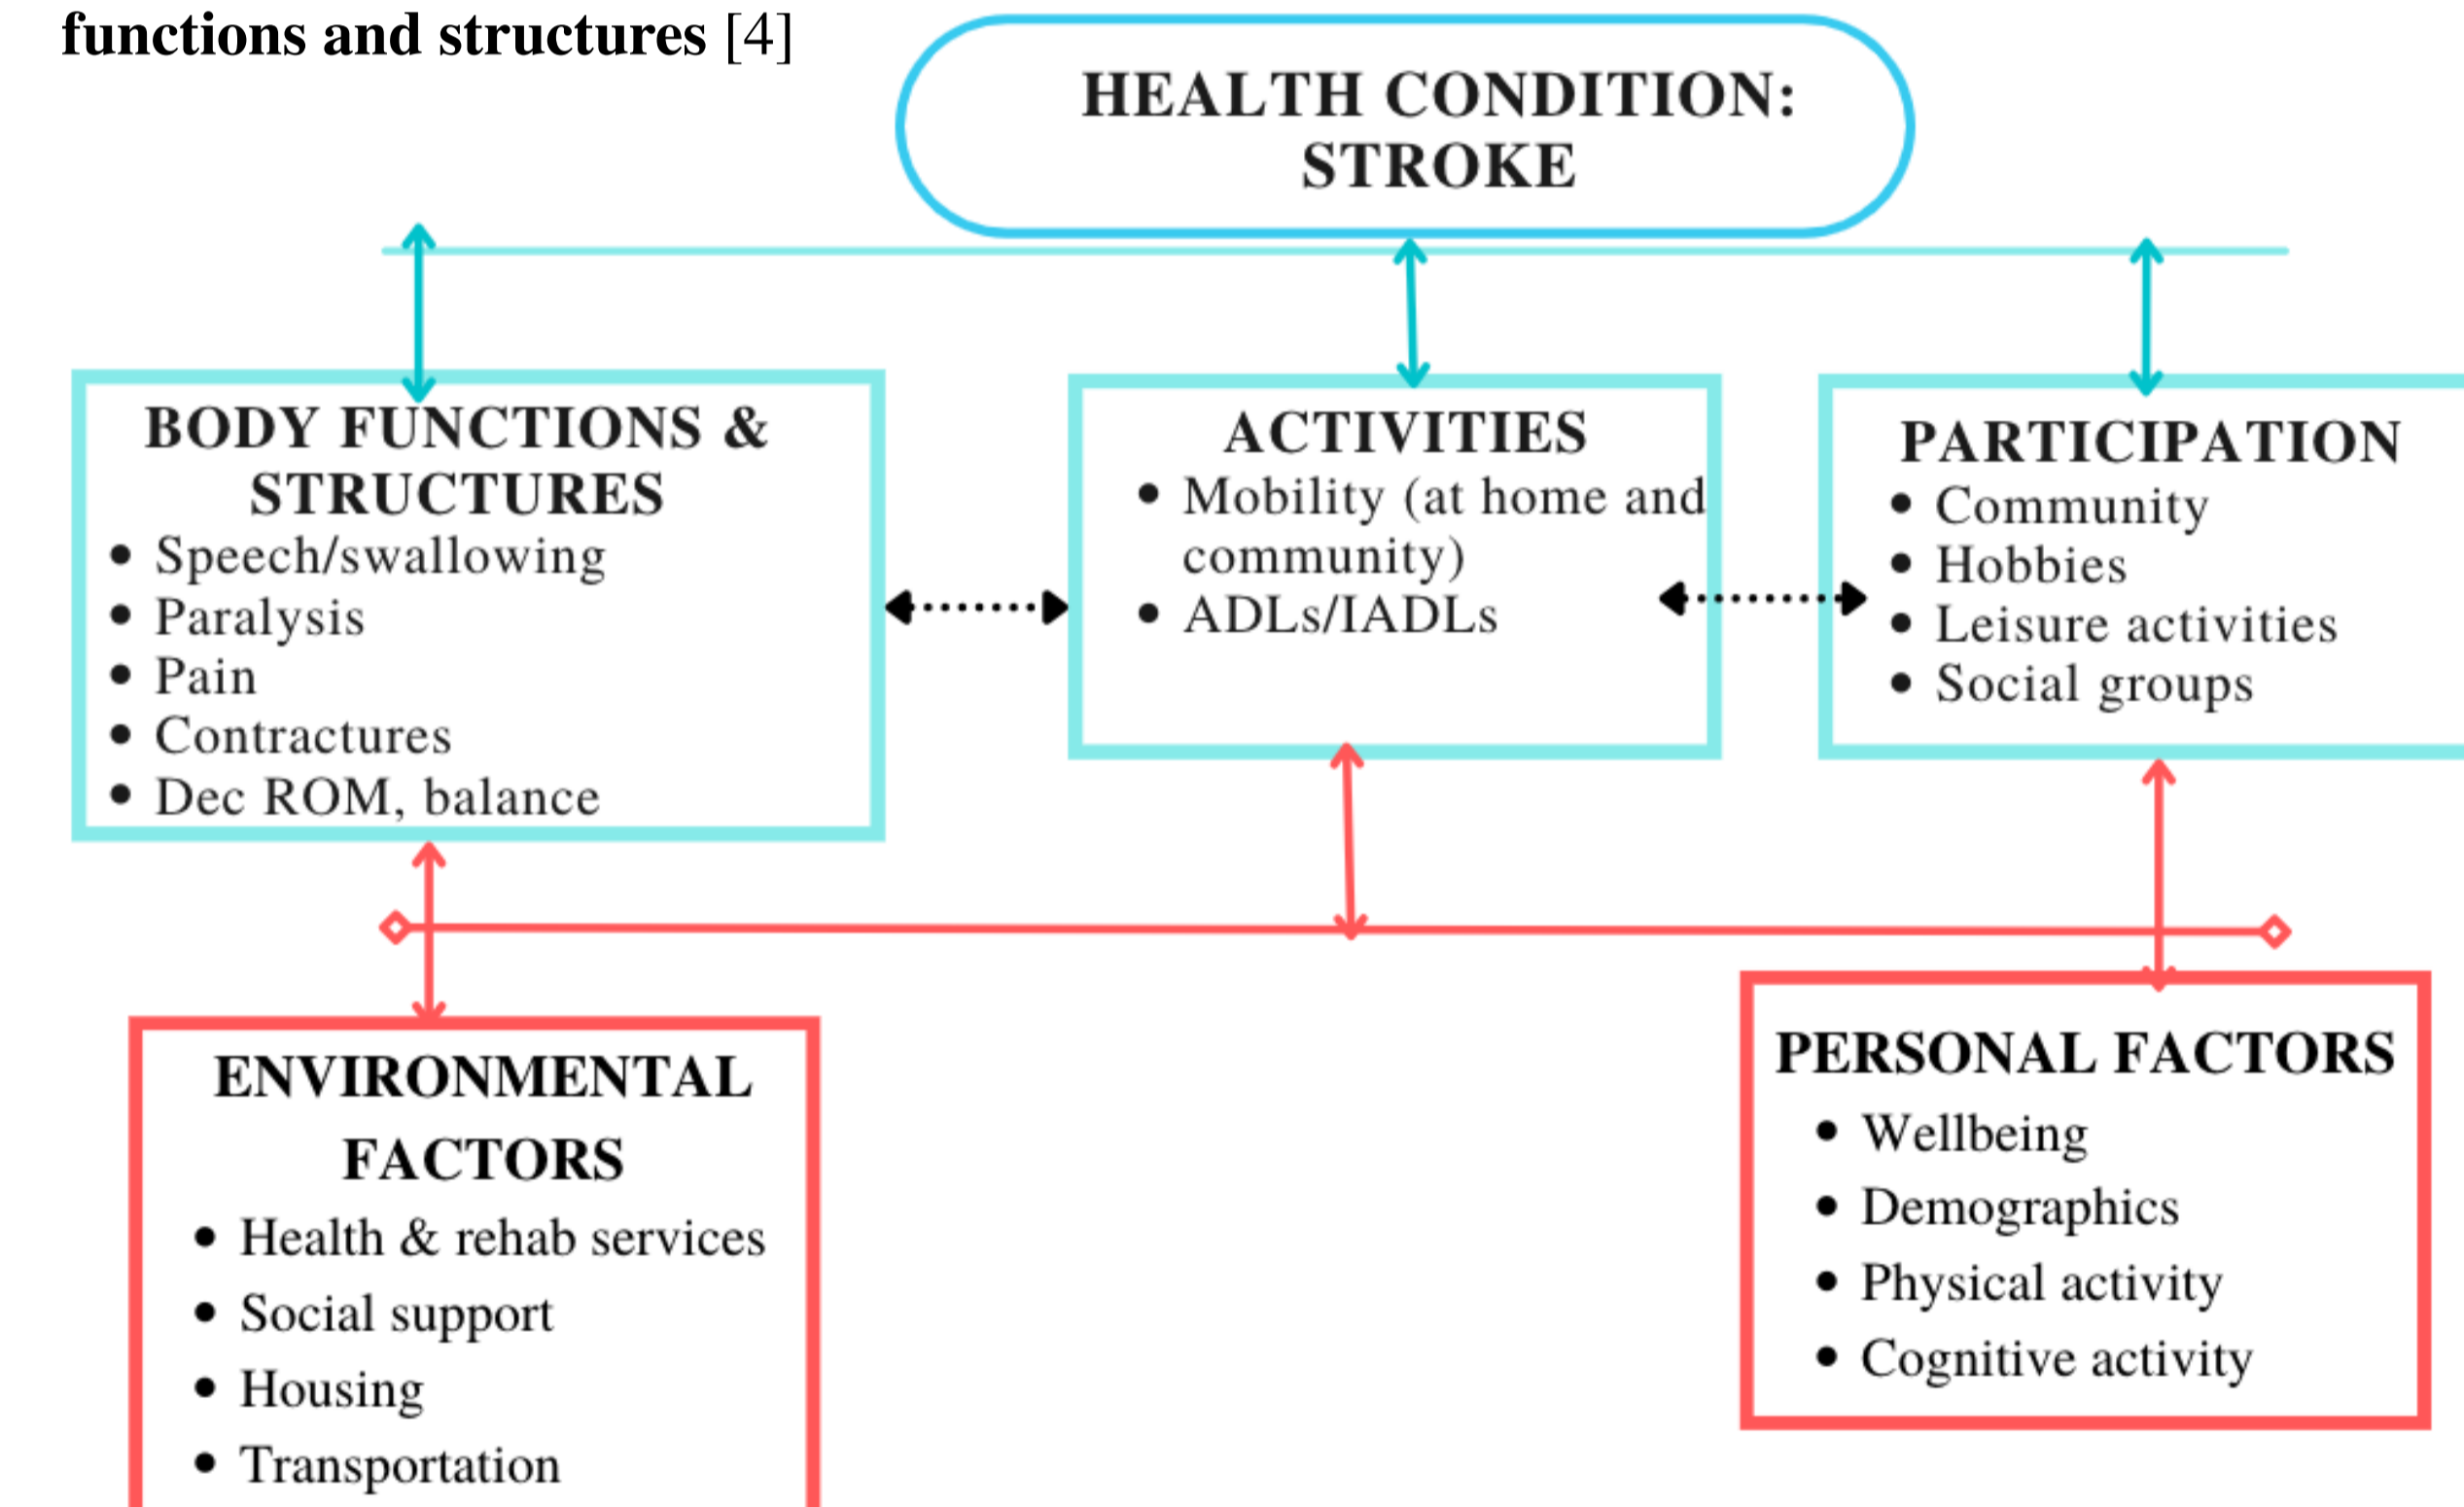 functions and structures [4]
HEALTH CONDITION:
STROKE
BODY FUNCTIONS &
STRUCTURES
• Speech/swallowing
• Paralysis
• Pain
• Contractures
• Dec ROM, balance
ACTIVITIES
• Mobility (at home and
community)
• ADLs/IADLs
PARTICIPATION
• Community
• Hobbies
• Leisure activities
• Social groups
ENVIRONMENTAL
FACTORS
• Health & rehab services
• Social support
• Housing
• Transportation
PERSONAL FACTORS
• Wellbeing
• Demographics
• Physical activity
• Cognitive activity